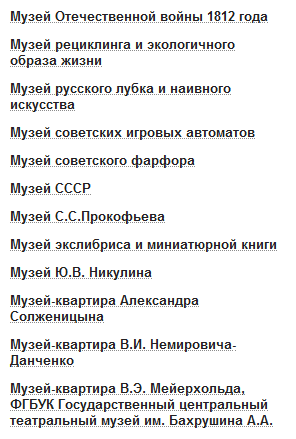 Музей Отечественной войны 1812 года
Музей рециклинга и экологичного
образа жизни
Музей русского лубка и наивного
искусства
Музей советских игровых автоматов
Музей советского фарфора
Музей СССР
Музей С.С.Прокофьева
Музей экслибриса и миниатюрной книги
Музей Ю.В. Никулина
Музей-квартира Александра
Солженицына
Музей-квартира В.И. Немировича-
Данченко
Музей-квартира В.Э. Мейерхольда,
ФГБУК Государственный центральный
театральный музей им. Бахрушина А.А.